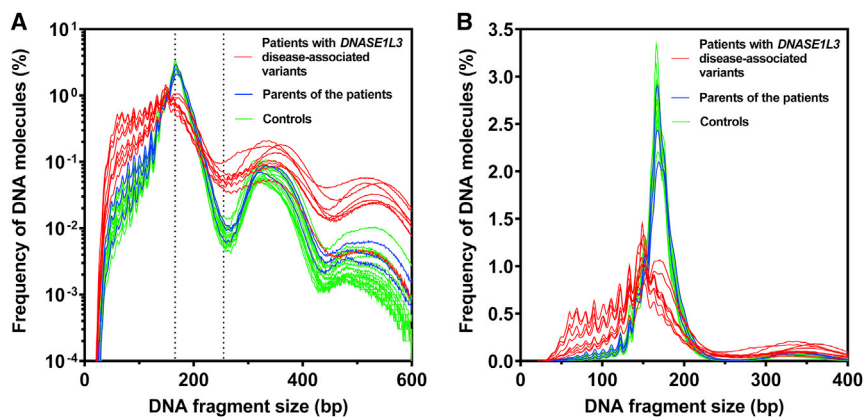 A
Frequency of DNA molecules (%)
10^1
10^0
10^-1
10^-2
10^-3
10^-4
0
200
400
600
DNA fragment size (bp)
Patients with DNASE1L3
disease-associated
variants
Parents of the patients
Controls
B
Frequency of DNA molecules (%)
3.5
3.0
2.5
2.0
1.5
1.0
0.5
0.0
0
100
200
300
400
DNA fragment size (bp)
Patients with DNASE1L3
disease-associated
variants
Parents of the patients
Controls